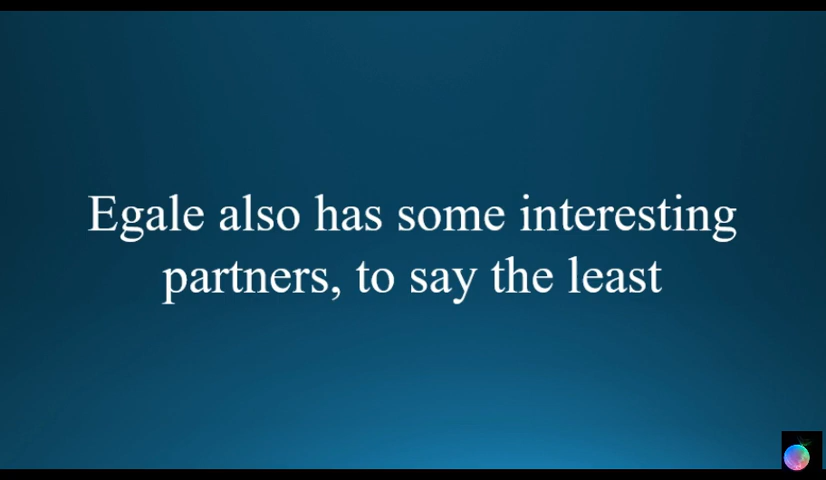 Egale also has some interesting
partners, to say the least